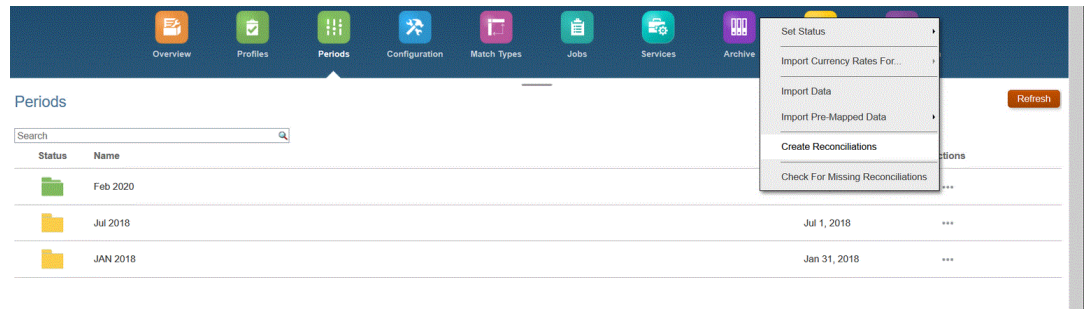 Overview
Profiles
Periods
Configuration
Match Types
Jobs
Services
Archive
Set Status
Import Currency Rates For...
Import Data
Import Pre-Mapped Data
Create Reconciliations
Check For Missing Reconciliations
Periods
Refresh
Search
Status Name ctions
Feb 2020
Jul 2018 Jul 1, 2018
JAN 2018 Jan 31, 2018